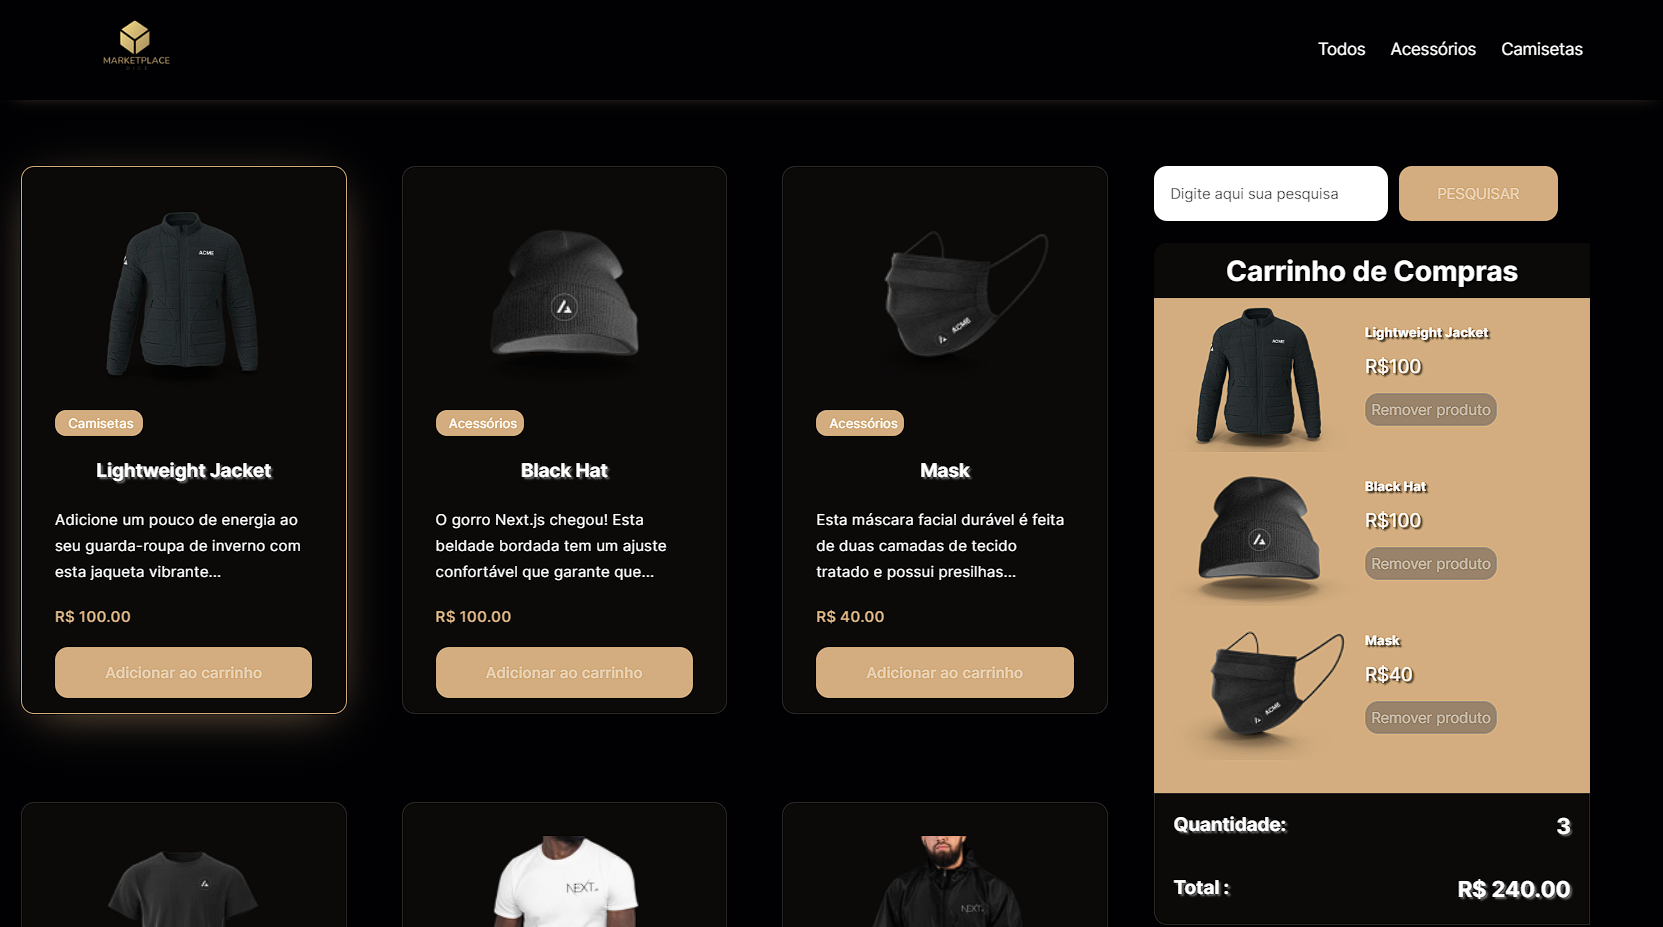 MARKETPLACE
Todos
Acessórios
Camisetas
ACME
Camisetas
Lightweight Jacket
Adicione um pouco de energia ao
seu guarda-roupa de inverno com
esta jaqueta vibrante...
R$ 100.00
Adicionar ao carrinho
Acessórios
Black Hat
O gorro Next.js chegou! Esta
beldade bordada tem um ajuste
confortável que garante que...
R$ 100.00
Adicionar ao carrinho
ACME
Acessórios
Mask
Esta máscara facial durável é feita
de duas camadas de tecido
tratado e possui presilhas...
R$ 40.00
Adicionar ao carrinho
NEXT
NEXT
Digite aqui sua pesquisa
PESQUISAR
Carrinho de Compras
ACME
Lightweight Jacket
R$100
Remover produto
Black Hat
R$100
Remover produto
ACME
Mask
R$40
Remover produto
Quantidade: 3
Total : R$ 240.00